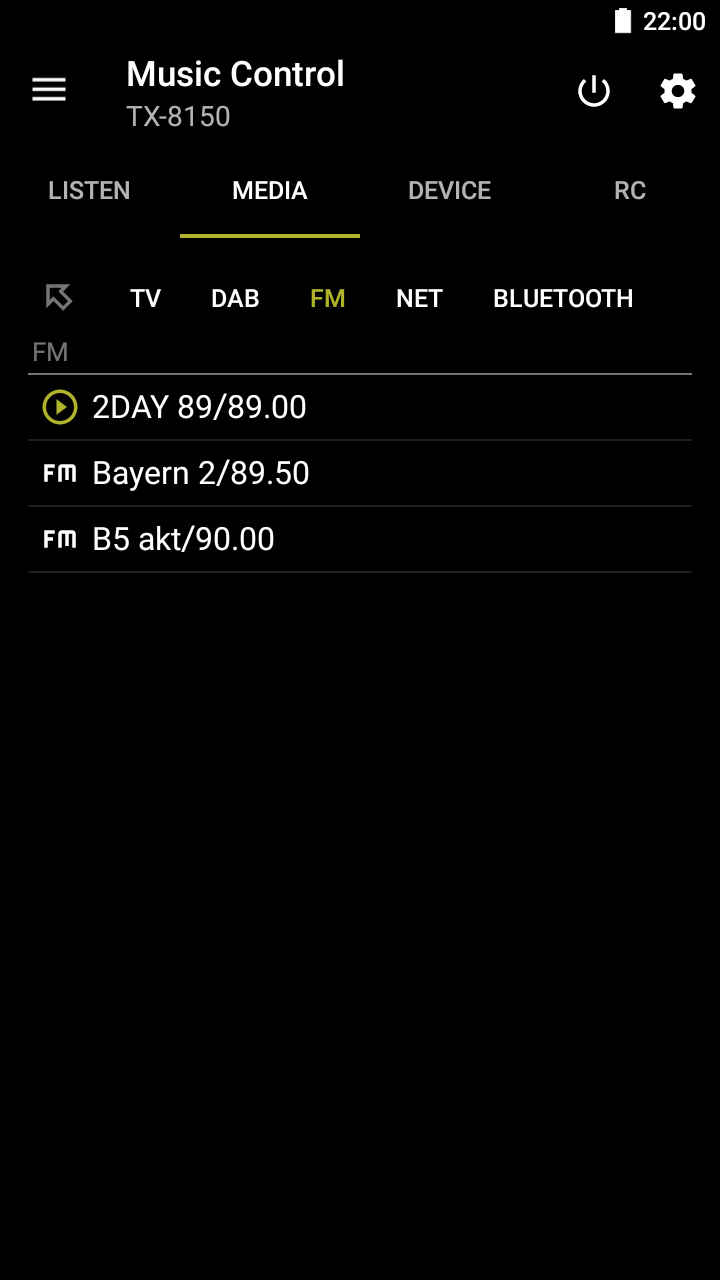 22:00
Music Control
TX-8150
LISTEN MEDIA DEVICE RC
TV DAB FM NET BLUETOOTH
FM
2DAY 89/89.00
FM Bayern 2/89.50
FM B5 akt/90.00